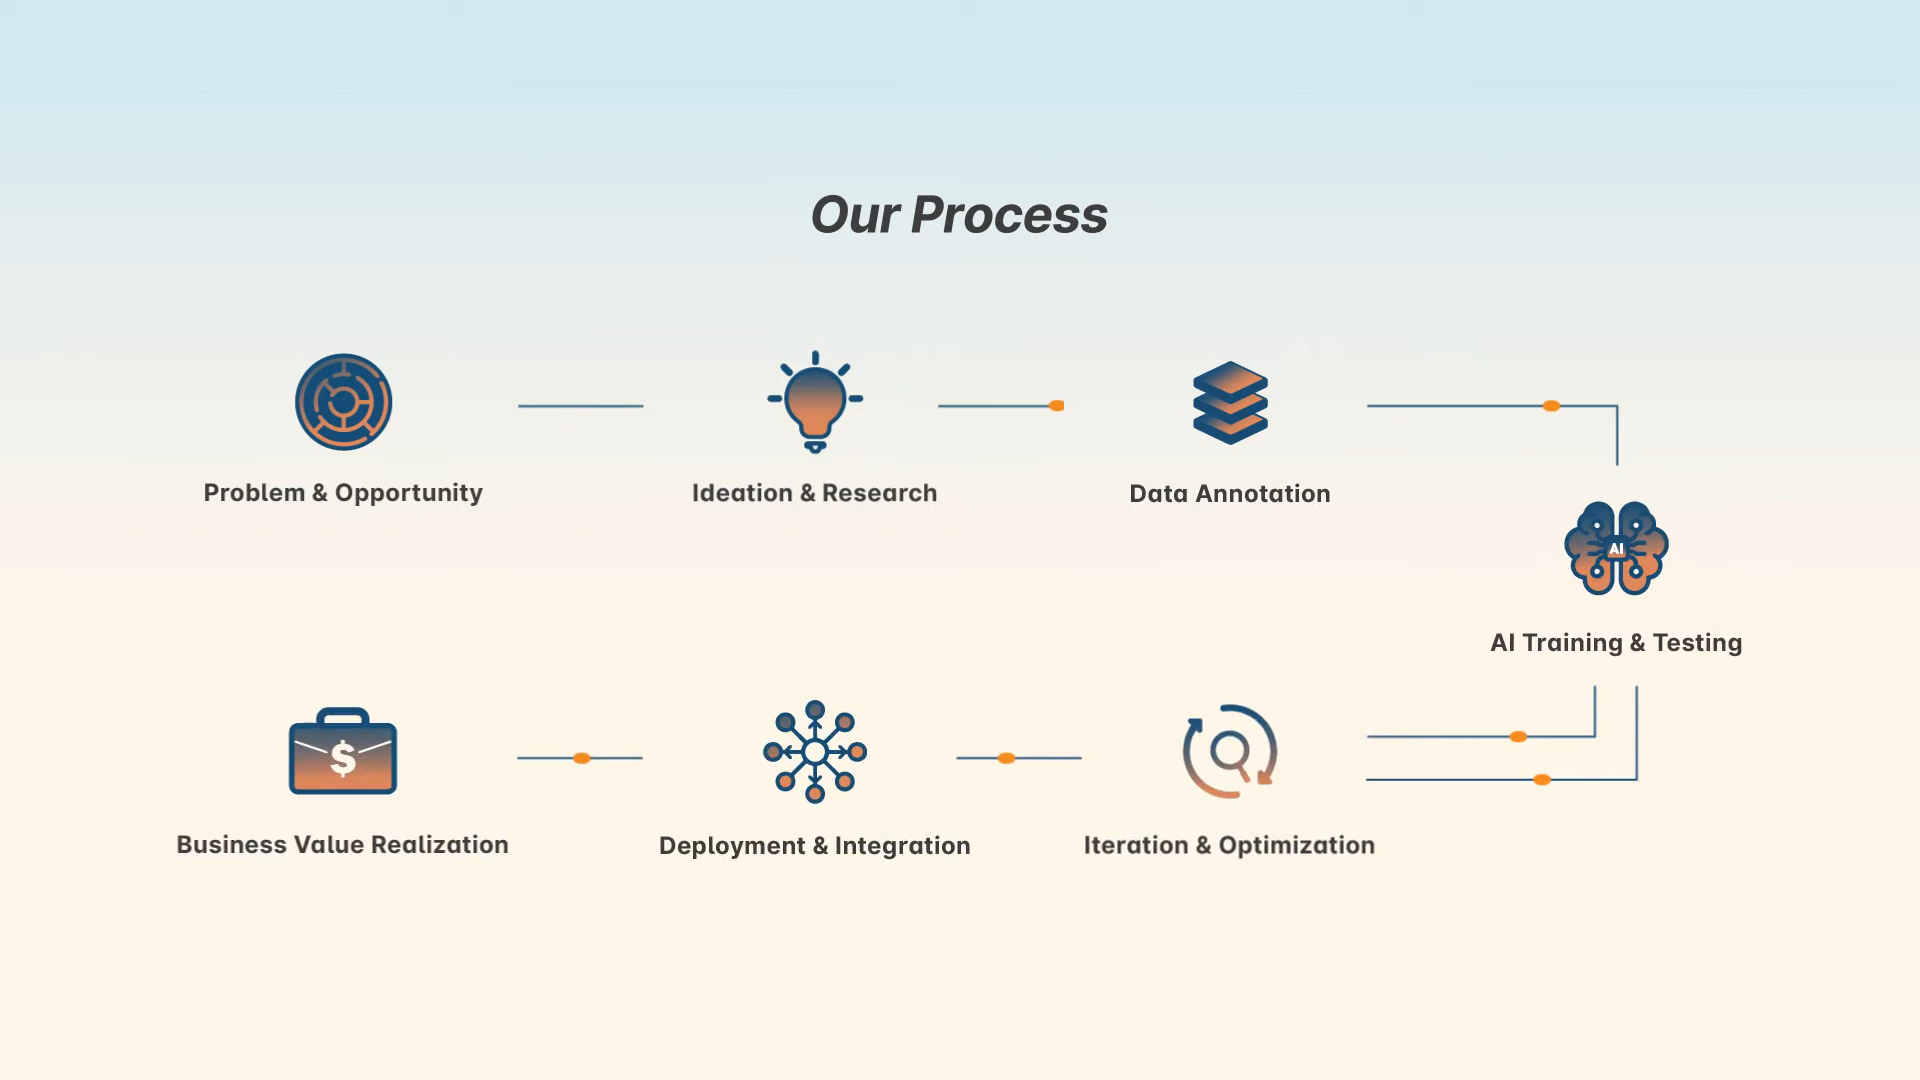 Our Process
Problem & Opportunity
Ideation & Research
Data Annotation
AI
AI Training & Testing
$
Business Value Realization
Deployment & Integration
Iteration & Optimization